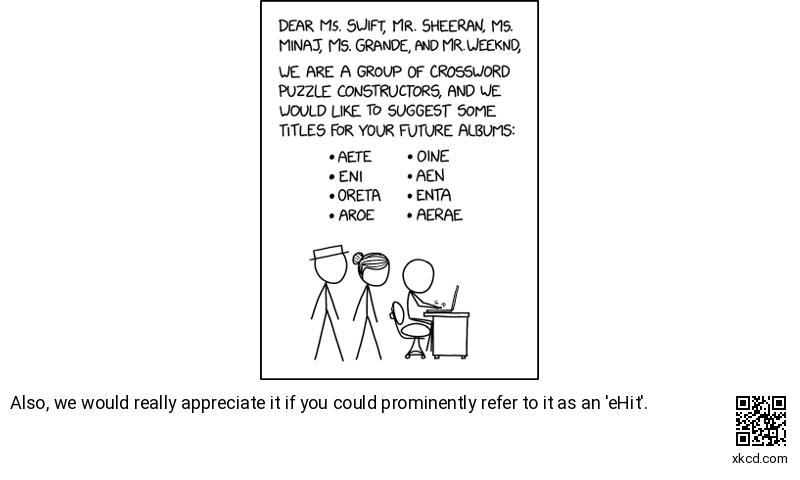 DEAR MS. SWIFT, MR. SHEERAN, MS.
MINAJ, MS. GRANDE, AND MR. WEEKND,
WE ARE A GROUP OF CROSSWORD
PUZZLE CONSTRUCTORS, AND WE
WOULD LIKE TO SUGGEST SOME
TITLES FOR YOUR FUTURE ALBUMS:
• AETE
• ENI
• ORETA
• AROE
• OINE
• AEN
• ENTA
• AERAE
Also, we would really appreciate it if you could prominently refer to it as an 'eHit'.
xkcd.com